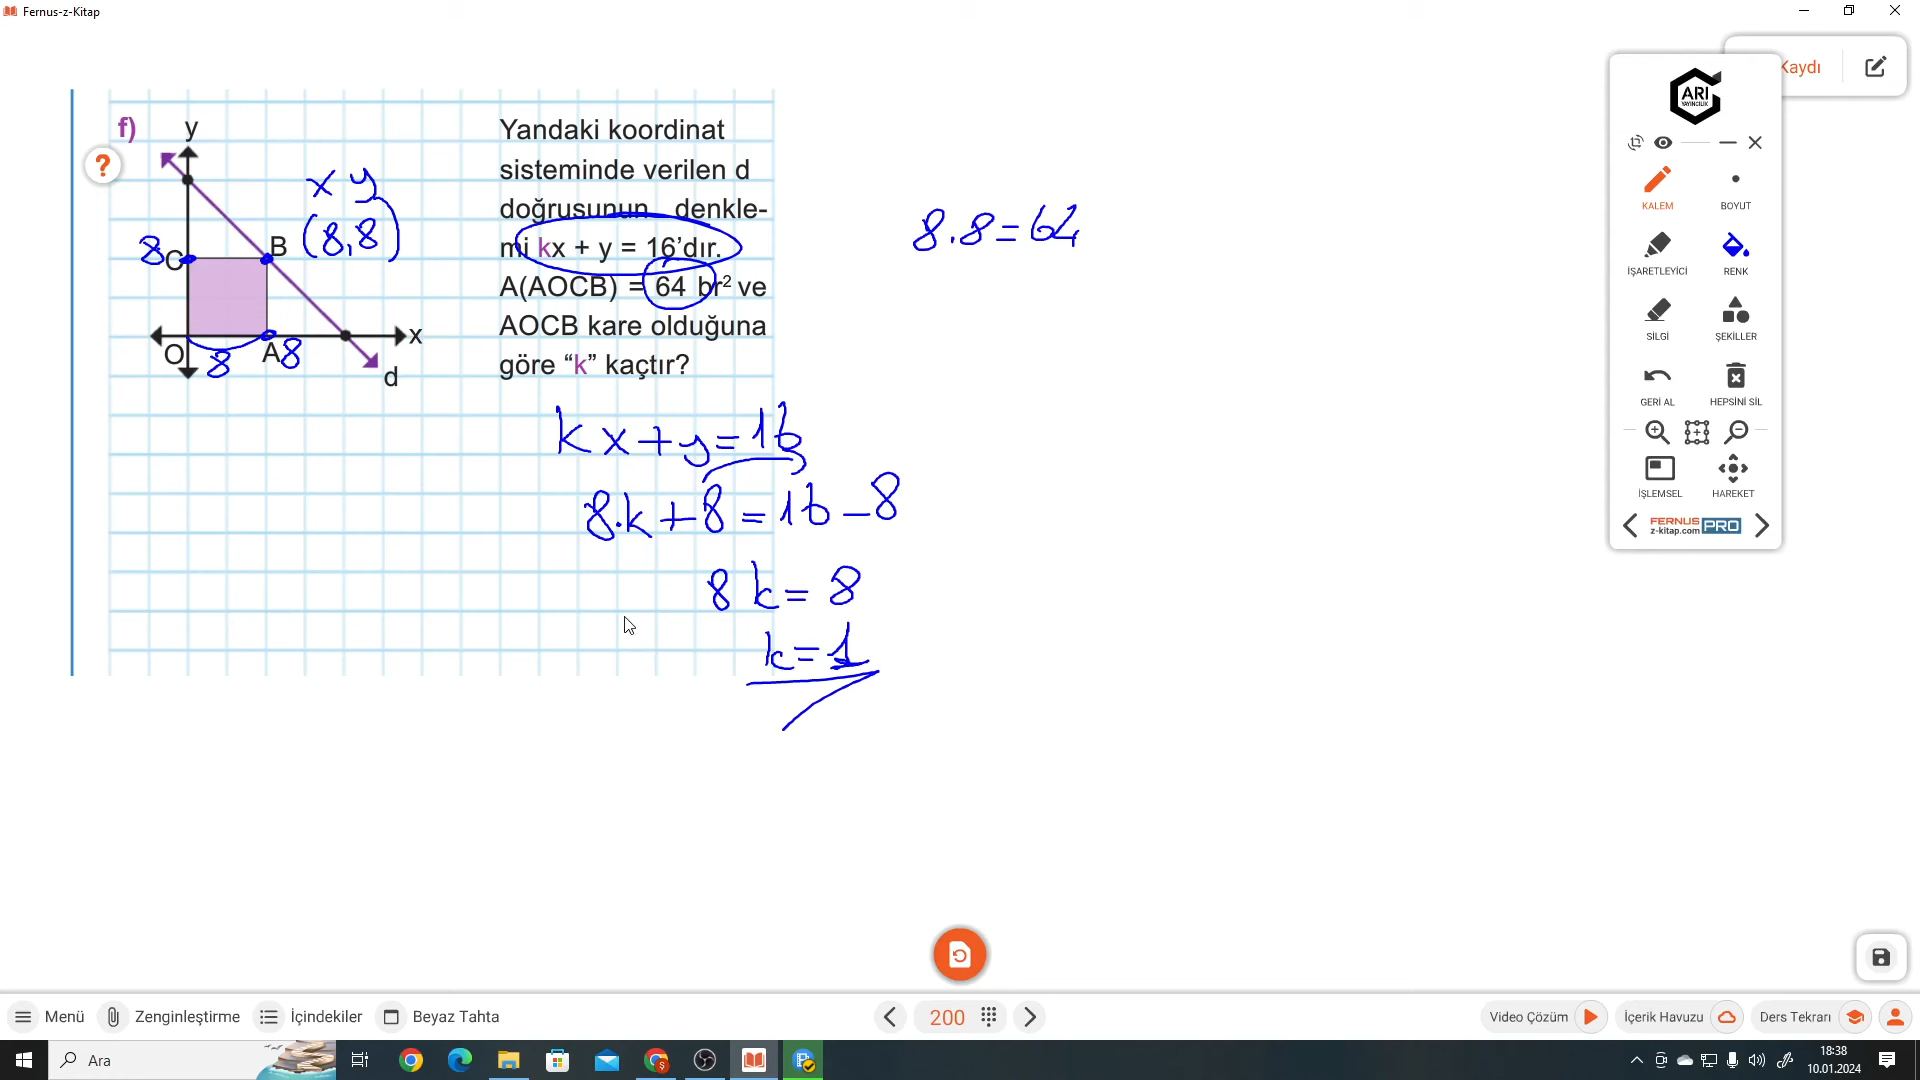 Fernus-z-Kitap
Kaydı
ARI
YAYINCILIK
f)
y
x y
(8,8)
8
C
B
O
8
A
8
x
d
Yandaki koordinat
sisteminde verilen d
doğrusunun denkle-
mi kx + y = 16’dır.
A(AOCB) = 64 br² ve
AOCB kare olduğuna
göre “k” kaçtır?
8.8=64
kx+y=16
8.k+8=16-8
8k=8
k=1
KALEM
BOYUT
İŞARETLEYİCİ
RENK
SİLGİ
ŞEKİLLER
GERİ AL
HEPSİNİ SİL
İŞLEMSEL
HAREKET
FERNUS
z-kitap.com PRO
Menü
Zenginleştirme
İçindekiler
Beyaz Tahta
200
Video Çözüm
İçerik Havuzu
Ders Tekrarı
Ara
18:38
10.01.2024